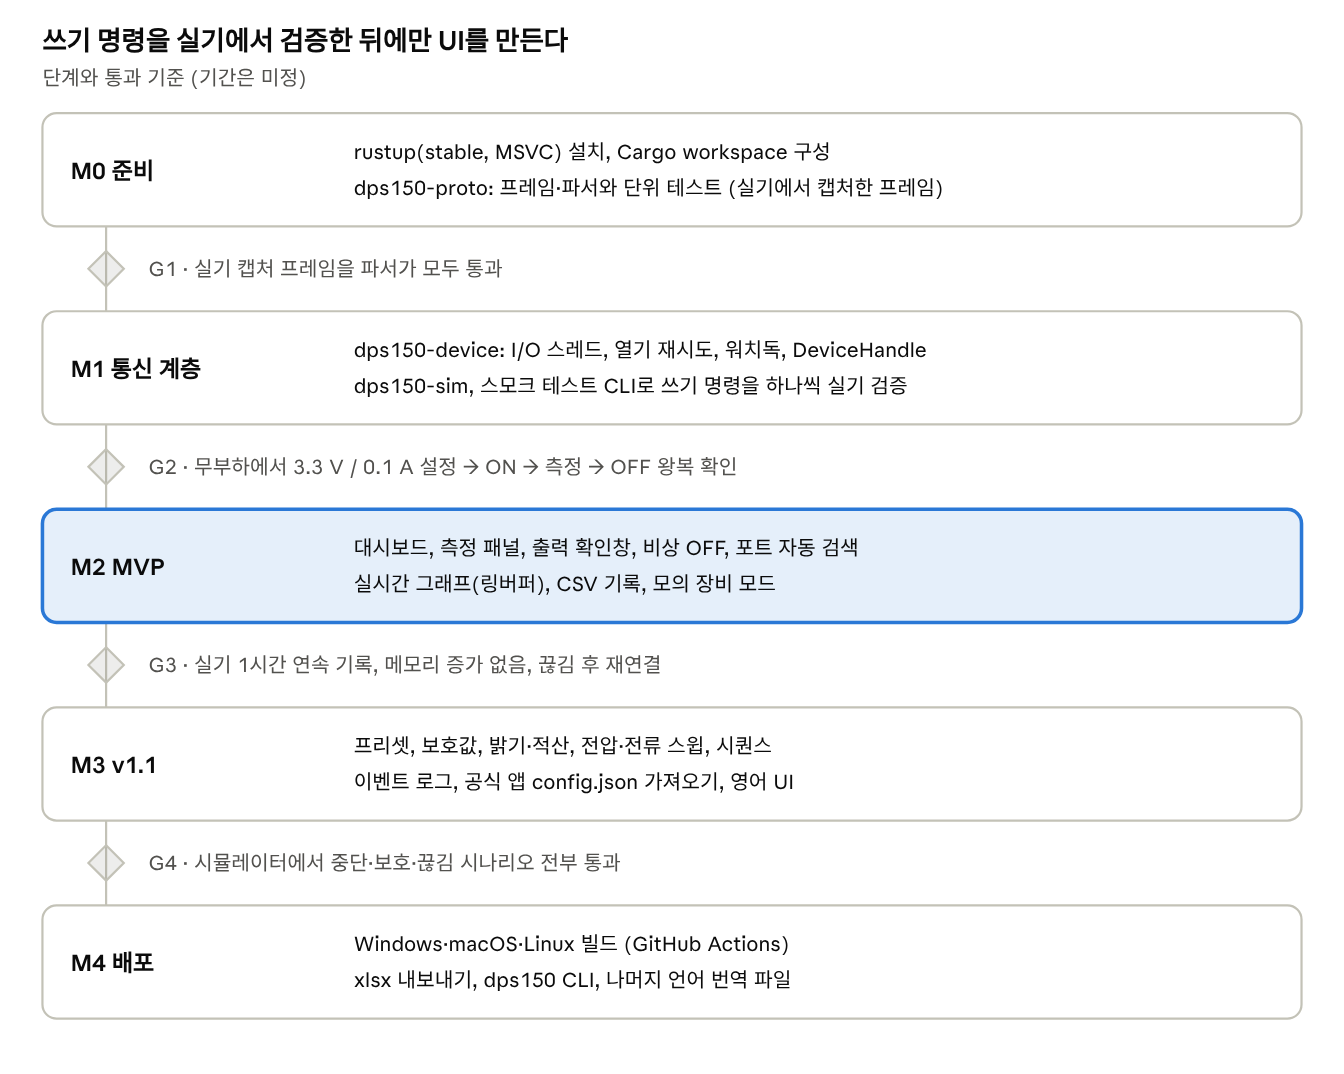 쓰기 명령을 실기에서 검증한 뒤에만 UI를 만든다
단계와 통과 기준 (기간은 미정)
M0 준비
rustup(stable, MSVC) 설치, Cargo workspace 구성
dps150-proto: 프레임·파서와 단위 테스트 (실기에서 캡처한 프레임)
G1 · 실기 캡처 프레임을 파서가 모두 통과
M1 통신 계층
dps150-device: I/O 스레드, 열기 재시도, 워치독, DeviceHandle
dps150-sim, 스모크 테스트 CLI로 쓰기 명령을 하나씩 실기 검증
G2 · 무부하에서 3.3 V / 0.1 A 설정 → ON → 측정 → OFF 왕복 확인
M2 MVP
대시보드, 측정 패널, 출력 확인창, 비상 OFF, 포트 자동 검색
실시간 그래프(링버퍼), CSV 기록, 모의 장비 모드
G3 · 실기 1시간 연속 기록, 메모리 증가 없음, 끊김 후 재연결
M3 v1.1
프리셋, 보호값, 밝기·적산, 전압·전류 스윕, 시퀀스
이벤트 로그, 공식 앱 config.json 가져오기, 영어 UI
G4 · 시뮬레이터에서 중단·보호·끊김 시나리오 전부 통과
M4 배포
Windows·macOS·Linux 빌드 (GitHub Actions)
xlsx 내보내기, dps150 CLI, 나머지 언어 번역 파일